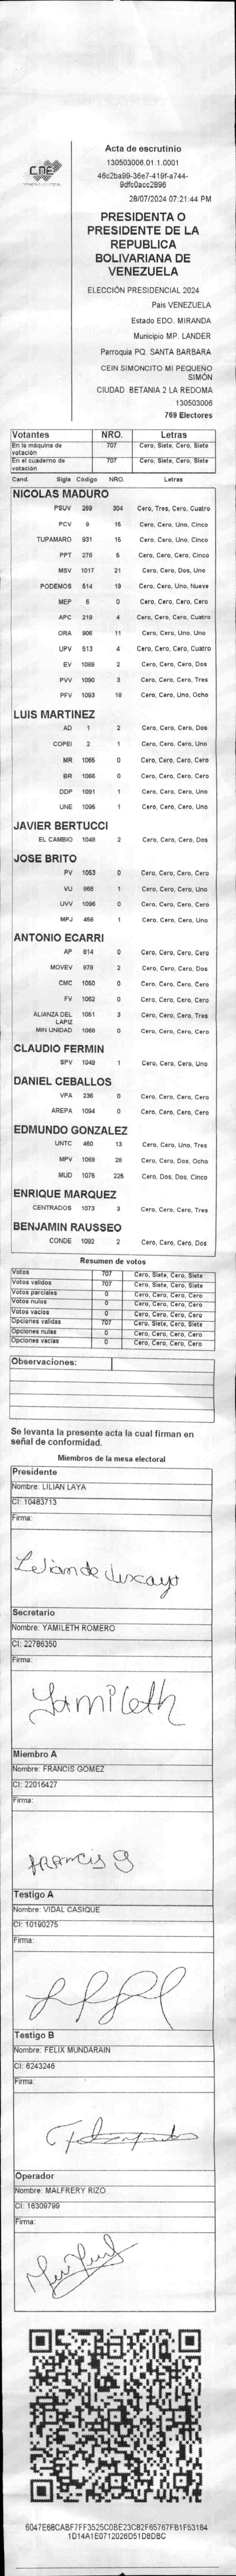 CNE
Acta de escrutinio
130503006.01.1.0001
46c2ba99-36e7-419f-a744-
9dfc0acc2896
28/07/2024 07:21:44 PM
PRESIDENTA O
PRESIDENTE DE LA
REPUBLICA
BOLIVARIANA DE
VENEZUELA
ELECCIÓN PRESIDENCIAL 2024
Pais VENEZUELA
Estado EDO. MIRANDA
Municipio MP. LANDER
Parroquia PQ. SANTA BARBARA
CEIN SIMONCITO MI PEQUEÑO
SIMÓN
CIUDAD BETANIA 2 LA REDOMA
130503006
769 Electores
Votantes NRO. Letras
En la máquina de votación 707 Cero, Siete, Cero, Siete
En el cuaderno de votación 707 Cero, Siete, Cero, Siete
Cand. Sigla Código NRO. Letras
NICOLAS MADURO
PSUV 269 304 Cero, Tres, Cero, Cuatro
PCV 9 15 Cero, Cero, Uno, Cinco
TUPAMARO 931 15 Cero, Cero, Uno, Cinco
PPT 276 5 Cero, Cero, Cero, Cinco
MSV 1017 21 Cero, Cero, Dos, Uno
PODEMOS 514 19 Cero, Cero, Uno, Nueve
MEP 5 0 Cero, Cero, Cero, Cero
APC 219 4 Cero, Cero, Cero, Cuatro
ORA 906 11 Cero, Cero, Uno, Uno
UPV 513 4 Cero, Cero, Cero, Cuatro
EV 1089 2 Cero, Cero, Cero, Dos
PVV 1090 3 Cero, Cero, Cero, Tres
PFV 1093 18 Cero, Cero, Uno, Ocho
LUIS MARTINEZ
AD 1 2 Cero, Cero, Cero, Dos
COPEI 2 1 Cero, Cero, Cero, Uno
MR 1065 0 Cero, Cero, Cero, Cero
BR 1066 0 Cero, Cero, Cero, Cero
DDP 1091 1 Cero, Cero, Cero, Uno
UNE 1095 1 Cero, Cero, Cero, Uno
JAVIER BERTUCCI
EL CAMBIO 1048 2 Cero, Cero, Cero, Dos
JOSE BRITO
PV 1053 0 Cero, Cero, Cero, Cero
VU 868 1 Cero, Cero, Cero, Uno
UVV 1096 0 Cero, Cero, Cero, Cero
MPJ 458 1 Cero, Cero, Cero, Uno
ANTONIO ECARRI
AP 814 0 Cero, Cero, Cero, Cero
MOVEV 978 2 Cero, Cero, Cero, Dos
CMC 1050 0 Cero, Cero, Cero, Cero
FV 1052 0 Cero, Cero, Cero, Cero
ALIANZA DEL LAPIZ 1051 3 Cero, Cero, Cero, Tres
MIN UNIDAD 1068 0 Cero, Cero, Cero, Cero
CLAUDIO FERMIN
SPV 1049 1 Cero, Cero, Cero, Uno
DANIEL CEBALLOS
VPA 236 0 Cero, Cero, Cero, Cero
AREPA 1094 0 Cero, Cero, Cero, Cero
EDMUNDO GONZALEZ
UNTC 460 13 Cero, Cero, Uno, Tres
MPV 1069 28 Cero, Cero, Dos, Ocho
MUD 1075 225 Cero, Dos, Dos, Cinco
ENRIQUE MARQUEZ
CENTRADOS 1073 3 Cero, Cero, Cero, Tres
BENJAMIN RAUSSEO
CONDE 1092 2 Cero, Cero, Cero, Dos
Resumen de votos
Votos 707 Cero, Siete, Cero, Siete
Votos validos 707 Cero, Siete, Cero, Siete
Votos parciales 0 Cero, Cero, Cero, Cero
Votos nulos 0 Cero, Cero, Cero, Cero
Votos vacios 0 Cero, Cero, Cero, Cero
Opciones validas 707 Cero, Siete, Cero, Siete
Opciones nulas 0 Cero, Cero, Cero, Cero
Opciones vacias 0 Cero, Cero, Cero, Cero
Observaciones:
Se levanta la presente acta la cual firman en
señal de conformidad.
Miembros de la mesa electoral
Presidente
Nombre: LILIAN LAYA
CI: 10483713
Firma:
Secretario
Nombre: YAMILETH ROMERO
CI: 22786350
Firma:
Yamileth
Miembro A
Nombre: FRANCIS GOMEZ
CI: 22016427
Firma:
Francis g
Testigo A
Nombre: VIDAL CASIQUE
CI: 10190275
Firma:
Testigo B
Nombre: FELIX MUNDARAIN
CI: 6243246
Firma:
Operador
Nombre: MALFRERY RIZO
CI: 16309799
Firma:
6047E68CABF7FF3525C0BE23C82F65767FB1F53184
1D14A1E0712026D51D8DBC